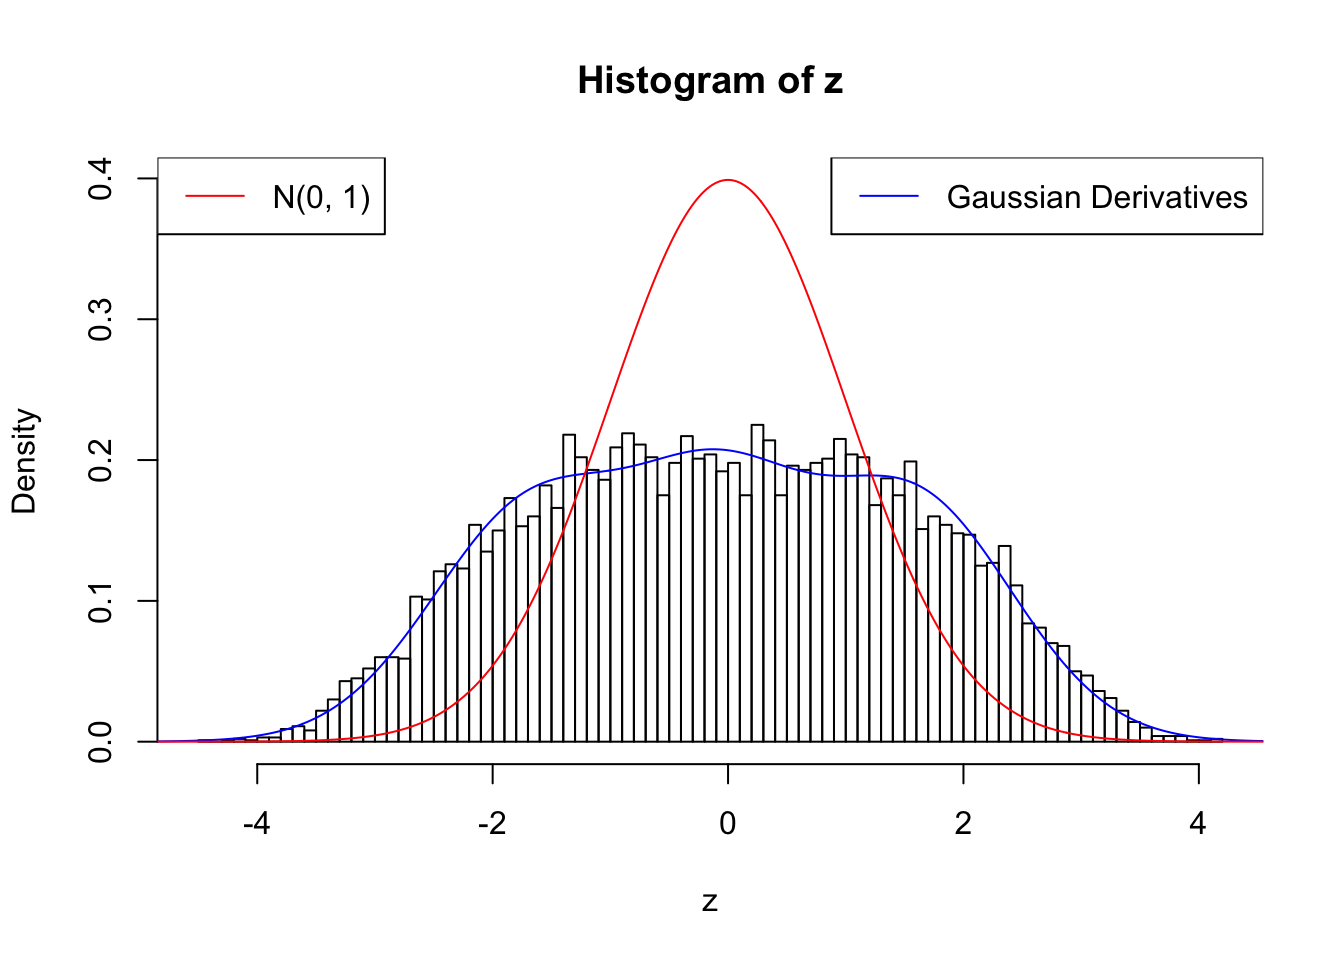 Histogram of z
N(0, 1)
Gaussian Derivatives
Density
0.4
0.3
0.2
0.1
0.0
-4 -2 0 2 4
z